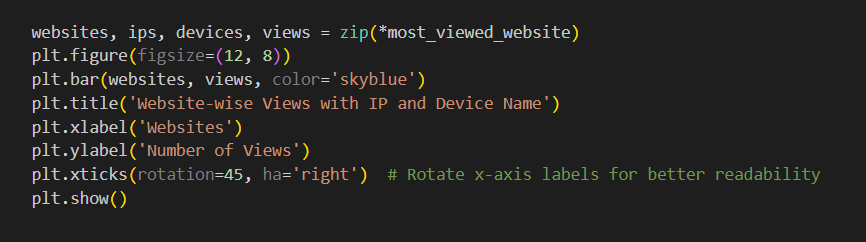 websites, ips, devices, views = zip(*most_viewed_website)
plt.figure(figsize=(12, 8))
plt.bar(websites, views, color='skyblue')
plt.title('Website-wise Views with IP and Device Name')
plt.xlabel('Websites')
plt.ylabel('Number of Views')
plt.xticks(rotation=45, ha='right')  # Rotate x-axis labels for better readability
plt.show()